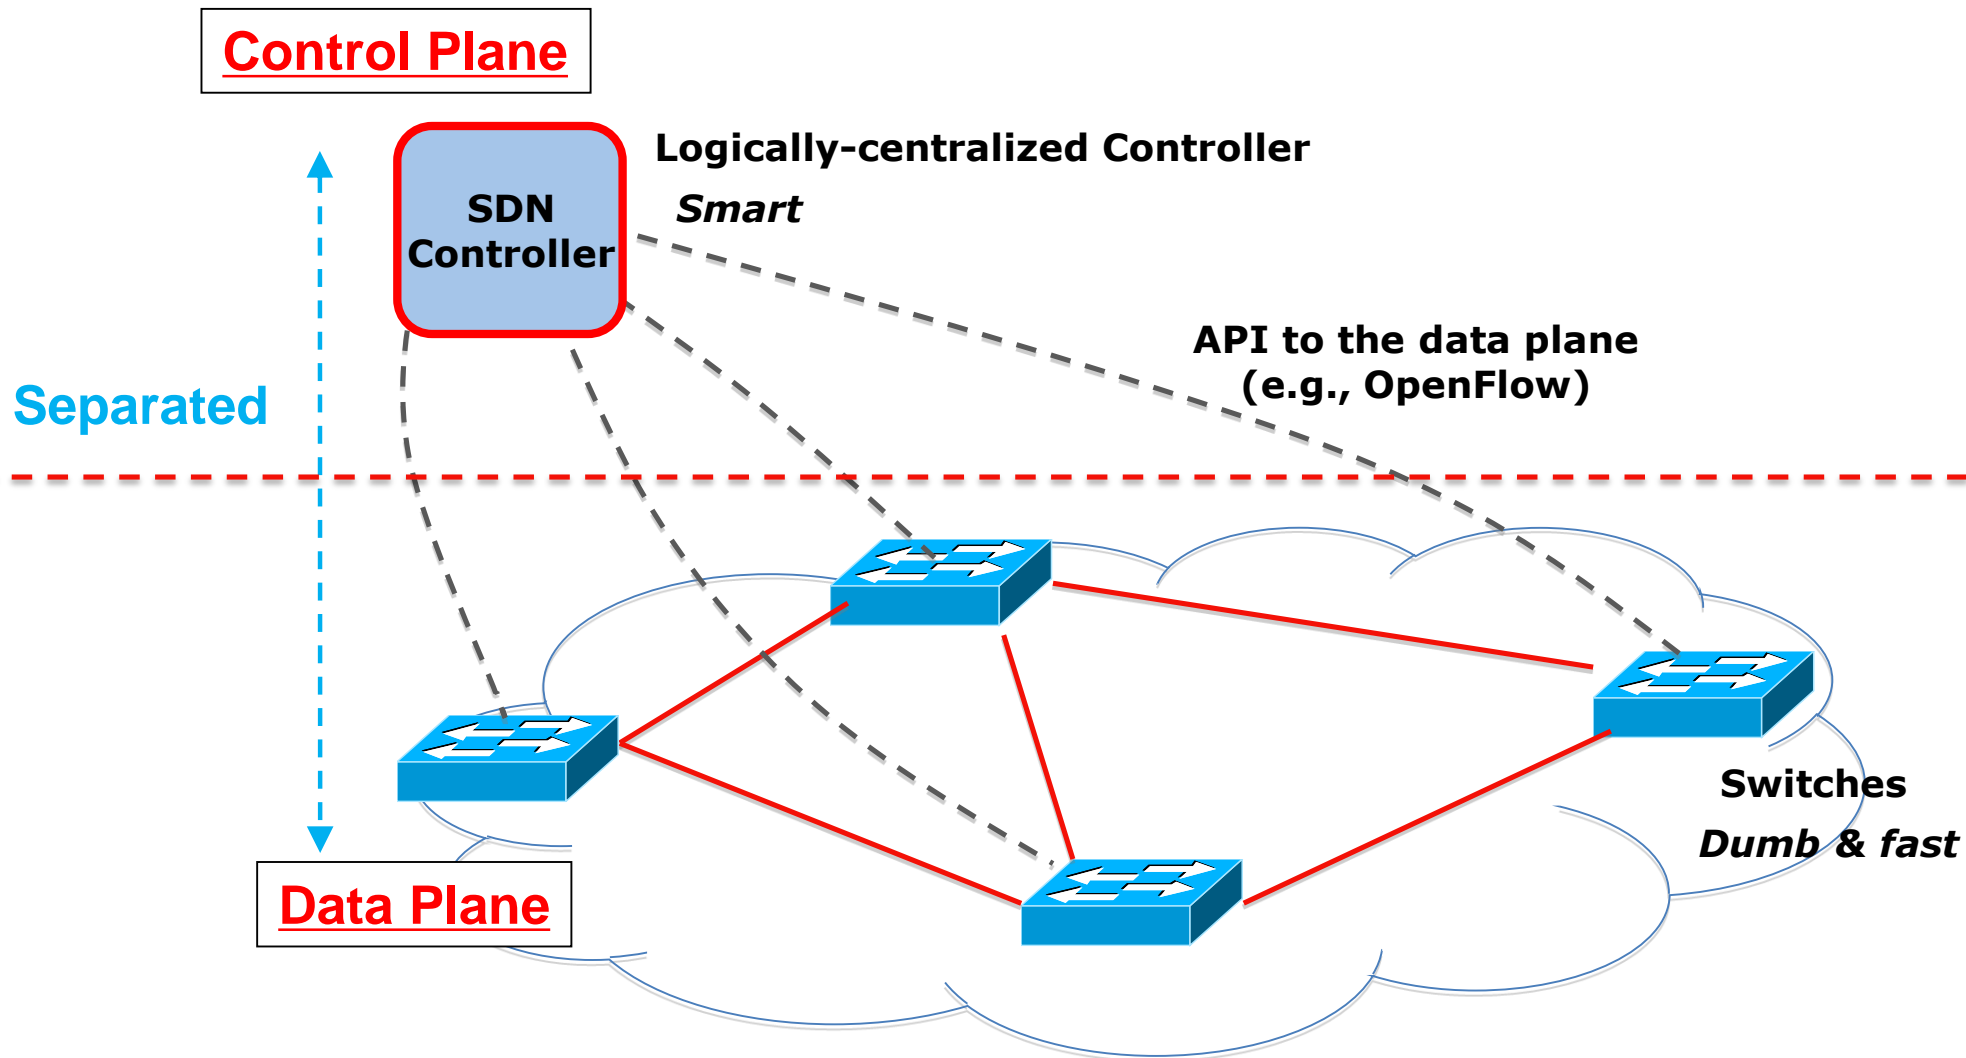 Control Plane
Logically-centralized Controller
Smart
SDN
Controller
API to the data plane
(e.g., OpenFlow)
Separated
Switches
Dumb & fast
Data Plane